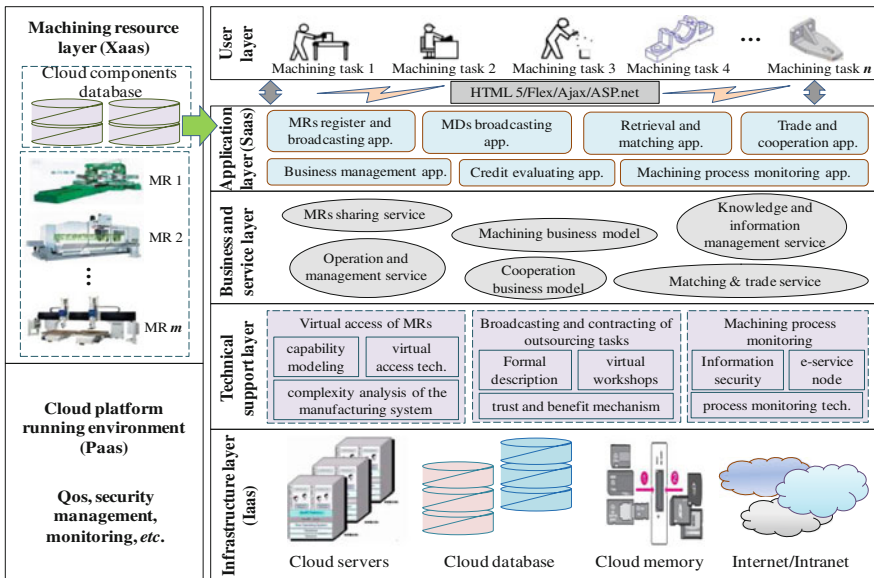 Machining resource
layer (Xaas)
Cloud components
database
MR 1
MR 2
MR m
Cloud platform
running environment
(Paas)
Qos, security
management,
monitoring, etc.
User
layer
Machining task 1
Machining task 2
Machining task 3
Machining task 4
...
Machining task n
HTML 5/Flex/Ajax/ASP.net
Application
layer (Saas)
MRs register and
broadcasting app.
MDs broadcasting
app.
Retrieval and
matching app.
Trade and
cooperation app.
Business management app.
Credit evaluating app.
Machining process monitoring app.
Business and
service layer
MRs sharing service
Machining business model
Knowledge and
information
management service
Operation and
management service
Cooperation
business model
Matching & trade service
Technical
support layer
Virtual access of MRs
capability
modeling
virtual
access tech.
complexity analysis of the
manufacturing system
Broadcasting and contracting of
outsourcing tasks
Formal
description
virtual
workshops
trust and benefit mechanism
Machining process
monitoring
Information
security
e-service
node
process monitoring tech.
Infrastructure layer
(Iaas)
1
2
Cloud servers
Cloud database
Cloud memory
Internet/Intranet